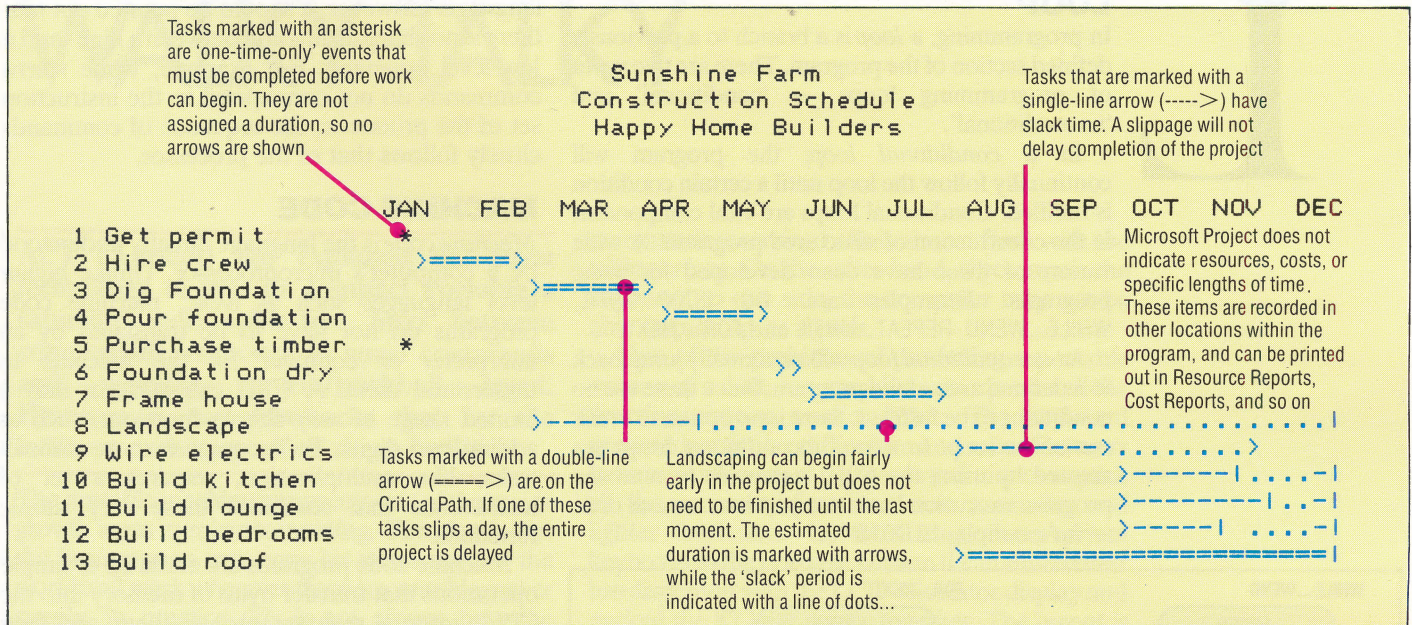 Tasks marked with an asterisk
are 'one-time-only' events that
must be completed before work
can begin. They are not
assigned a duration, so no
arrows are shown
Sunshine Farm
Construction Schedule
Happy Home Builders
Tasks that are marked with a
single-line arrow (----->) have
slack time. A slippage will not
delay completion of the project
JAN FEB MAR APR MAY JUN JUL AUG SEP OCT NOV DEC
1 Get permit *
2 Hire crew >=====>
3 Dig Foundation >======>
4 Pour foundation >=====>
5 Purchase timber *
6 Foundation dry >>
7 Frame house >=======>
8 Landscape
9 Wire electrics
10 Build kitchen
11 Build lounge
12 Build bedrooms
13 Build roof
Microsoft Project does not
indicate resources, costs, or
specific lengths of time.
These items are recorded in
other locations within the
program, and can be printed
out in Resource Reports,
Cost Reports, and so on
Tasks marked with a double-line
arrow (=====>) are on the
Critical Path. If one of these
tasks slips a day, the entire
project is delayed
Landscaping can begin fairly
early in the project but does not
need to be finished until the last
moment. The estimated
duration is marked with arrows,
while the 'slack' period is
indicated with a line of dots...